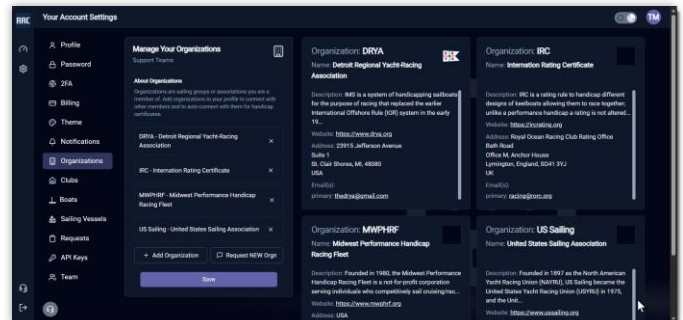 RRC
Your Account Settings
TM
Profile
Password
2FA
Billing
Theme
Notifications
Organizations
Clubs
Boats
Sailing Vessels
Requests
API Keys
Team
Manage Your Organizations
Support Teams
About Organizations
Organizations are sailing groups or associations you are a
member of. Add organizations to your profile to connect with
other members and to auto-connect with them for handicap
certificates.
DRYA - Detroit Regional Yacht-Racing
Association
IRC - Internation Rating Certificate
MWPHRF - Midwest Performance Handicap
Racing Fleet
US Sailing - United States Sailing Association
+ Add Organization
Request NEW Orgn
Save
Organization: DRYA
Name: Detroit Regional Yacht-Racing
Association
Description: IMS is a system of handicapping sailboats
for the purpose of racing that replaced the earlier
International Offshore Rule (IOR) system in the early
19...
Website: https://www.drya.org
Address: 23915 Jefferson Avenue
Suite 1
St. Clair Shores, MI, 48080
USA
Email(s):
primary: thedrya@gmail.com
Organization: IRC
Name: Internation Rating Certificate
Description: IRC is a rating rule to handicap different
designs of keelboats allowing them to race together;
unlike a performance handicap a rating is not altered...
Website: https://ircrating.org
Address: Royal Ocean Racing Club Rating Office
Bath Road
Office M, Anchor House
Lymington, England, SO41 3YJ
UK
Email(s):
primary: racing@rorc.org
Organization: MWPHRF
Name: Midwest Performance Handicap
Racing Fleet
Description: Founded in 1980, the Midwest Performance
Handicap Racing Fleet is a not-for-profit corporation
serving individuals who competitively sail cruising/rac...
Website: https://www.mwphrf.org
Address: USA
Organization: US Sailing
Name: United States Sailing Association
Description: Founded in 1897 as the North American
Yacht Racing Union (NAYRU), US Sailing became the
United States Yacht Racing Union (USYRU) in 1975,
and the Unit...
Website: https://www.ussailing.org